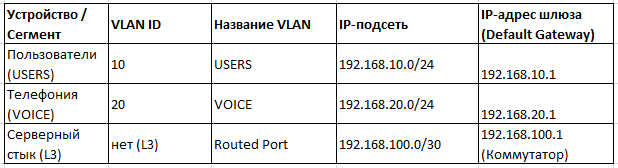 Устройство / Сегмент VLAN ID Название VLAN IP-подсеть IP-адрес шлюза (Default Gateway)
Пользователи (USERS) 10 USERS 192.168.10.0/24 192.168.10.1
Телефония (VOICE) 20 VOICE 192.168.20.0/24 192.168.20.1
Серверный стык (L3) нет (L3) Routed Port 192.168.100.0/30 192.168.100.1 (Коммутатор)